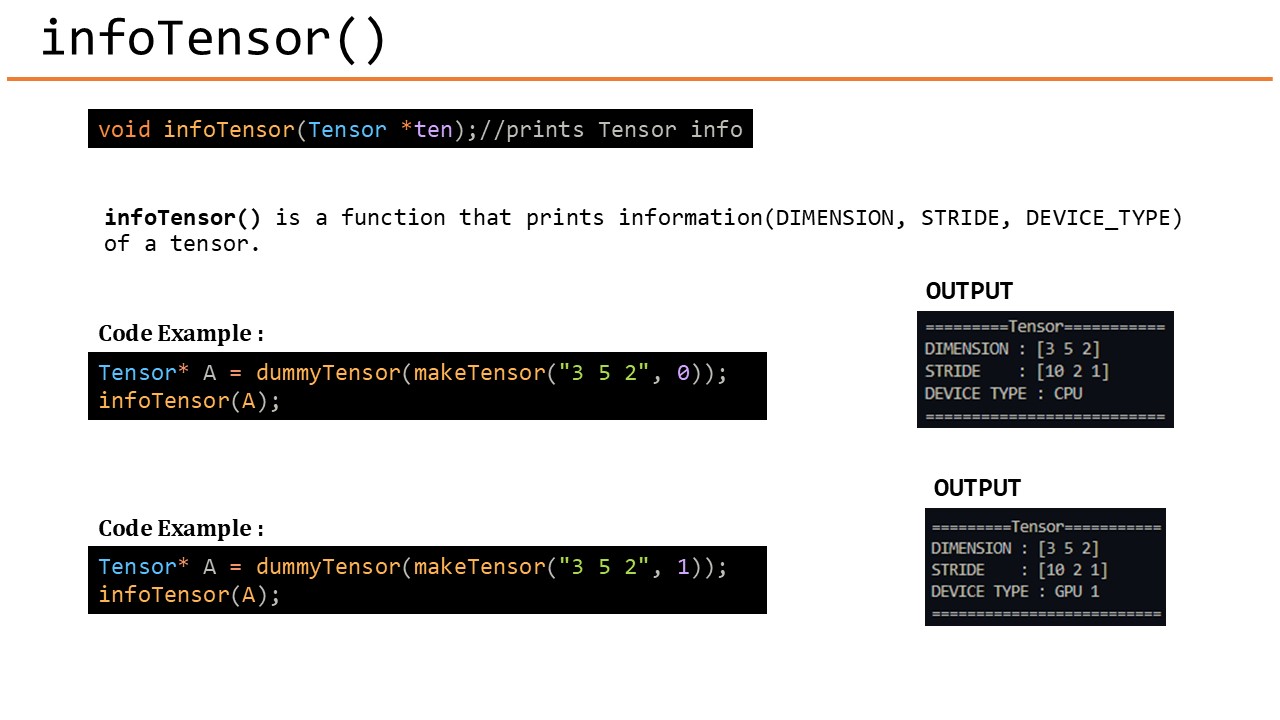 infoTensor()
void infoTensor(Tensor *ten);//prints Tensor info
infoTensor() is a function that prints information(DIMENSION, STRIDE, DEVICE_TYPE)
of a tensor.
Code Example :
Tensor* A = dummyTensor(makeTensor("3 5 2", 0));
infoTensor(A);
OUTPUT
=========Tensor===========
DIMENSION : [3 5 2]
STRIDE    : [10 2 1]
DEVICE TYPE : CPU
==========================
Code Example :
Tensor* A = dummyTensor(makeTensor("3 5 2", 1));
infoTensor(A);
OUTPUT
=========Tensor===========
DIMENSION : [3 5 2]
STRIDE    : [10 2 1]
DEVICE TYPE : GPU 1
==========================